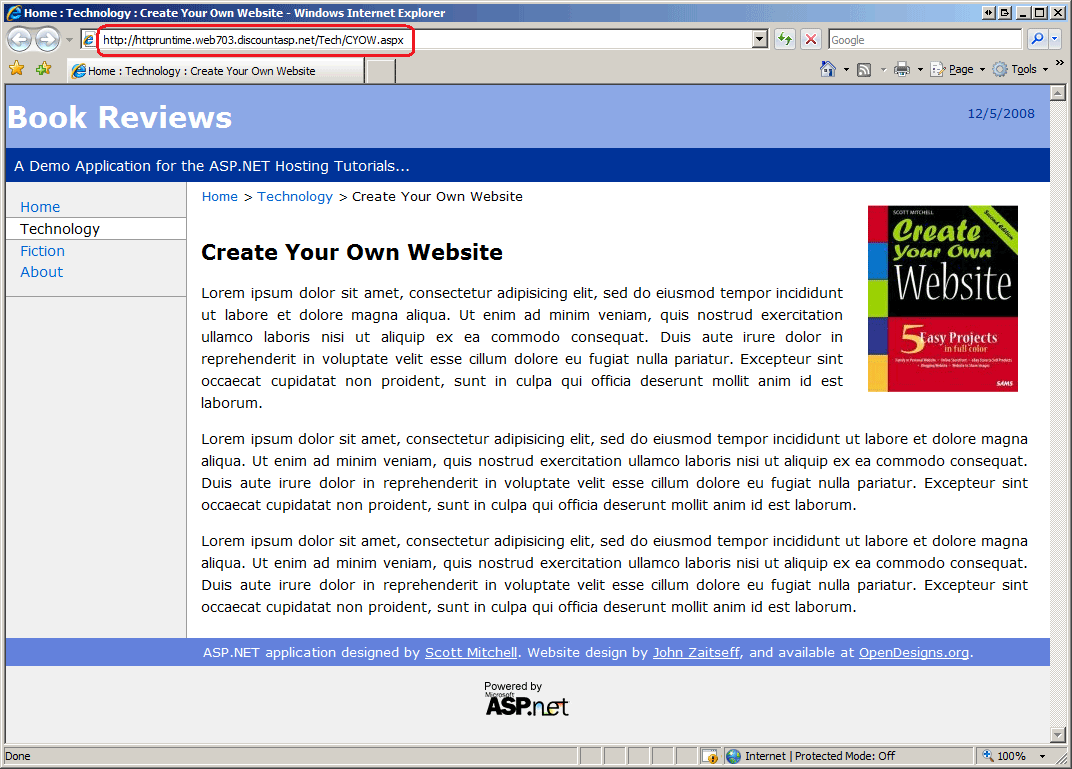 Home : Technology : Create Your Own Website - Windows Internet Explorer
http://httpruntime.web703.discountasp.net/Tech/CYOW.aspx
Google
Home : Technology : Create Your Own Website
Page
Tools
Book Reviews
12/5/2008
A Demo Application for the ASP.NET Hosting Tutorials...
Home
Technology
Fiction
About
Home > Technology > Create Your Own Website
Create Your Own Website
Lorem ipsum dolor sit amet, consectetur adipisicing elit, sed do eiusmod tempor incididunt
ut labore et dolore magna aliqua. Ut enim ad minim veniam, quis nostrud exercitation
ullamco laboris nisi ut aliquip ex ea commodo consequat. Duis aute irure dolor in
reprehenderit in voluptate velit esse cillum dolore eu fugiat nulla pariatur. Excepteur sint
occaecat cupidatat non proident, sunt in culpa qui officia deserunt mollit anim id est
laborum.
SCOTT MITCHELL
Second Edition
Create
Your Own
Website
5 Easy Projects
in full color
SAMS
Lorem ipsum dolor sit amet, consectetur adipisicing elit, sed do eiusmod tempor incididunt ut labore et dolore magna
aliqua. Ut enim ad minim veniam, quis nostrud exercitation ullamco laboris nisi ut aliquip ex ea commodo consequat.
Duis aute irure dolor in reprehenderit in voluptate velit esse cillum dolore eu fugiat nulla pariatur. Excepteur sint
occaecat cupidatat non proident, sunt in culpa qui officia deserunt mollit anim id est laborum.
Lorem ipsum dolor sit amet, consectetur adipisicing elit, sed do eiusmod tempor incididunt ut labore et dolore magna
aliqua. Ut enim ad minim veniam, quis nostrud exercitation ullamco laboris nisi ut aliquip ex ea commodo consequat.
Duis aute irure dolor in reprehenderit in voluptate velit esse cillum dolore eu fugiat nulla pariatur. Excepteur sint
occaecat cupidatat non proident, sunt in culpa qui officia deserunt mollit anim id est laborum.
ASP.NET application designed by Scott Mitchell. Website design by John Zaitseff, and available at OpenDesigns.org.
Powered by
Microsoft
ASP.net
Done
Internet | Protected Mode: Off
100%